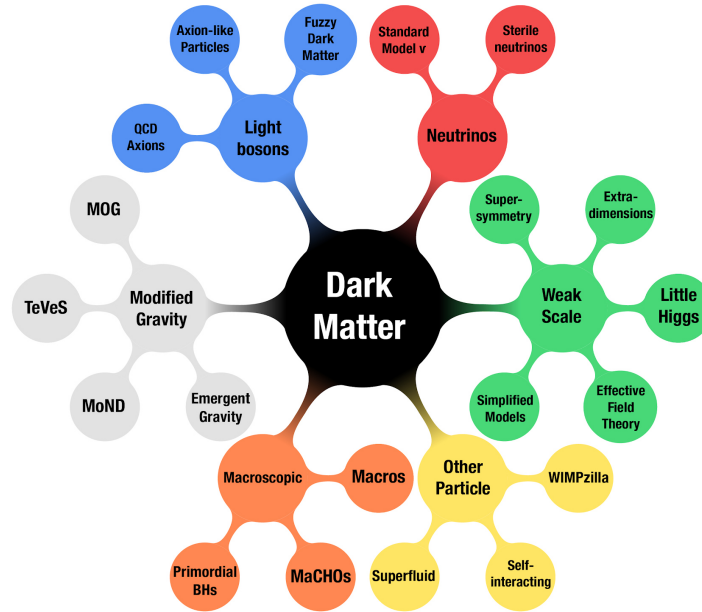 Dark
Matter
Light
bosons
QCD
Axions
Axion-like
Particles
Fuzzy
Dark
Matter
Neutrinos
Standard
Model ν
Sterile
neutrinos
Weak
Scale
Super-
symmetry
Extra-
dimensions
Little
Higgs
Effective
Field
Theory
Simplified
Models
Other
Particle
WIMPzilla
Self-
interacting
Superfluid
Macroscopic
Macros
MaCHOs
Primordial
BHs
Modified
Gravity
Emergent
Gravity
MoND
TeVeS
MOG